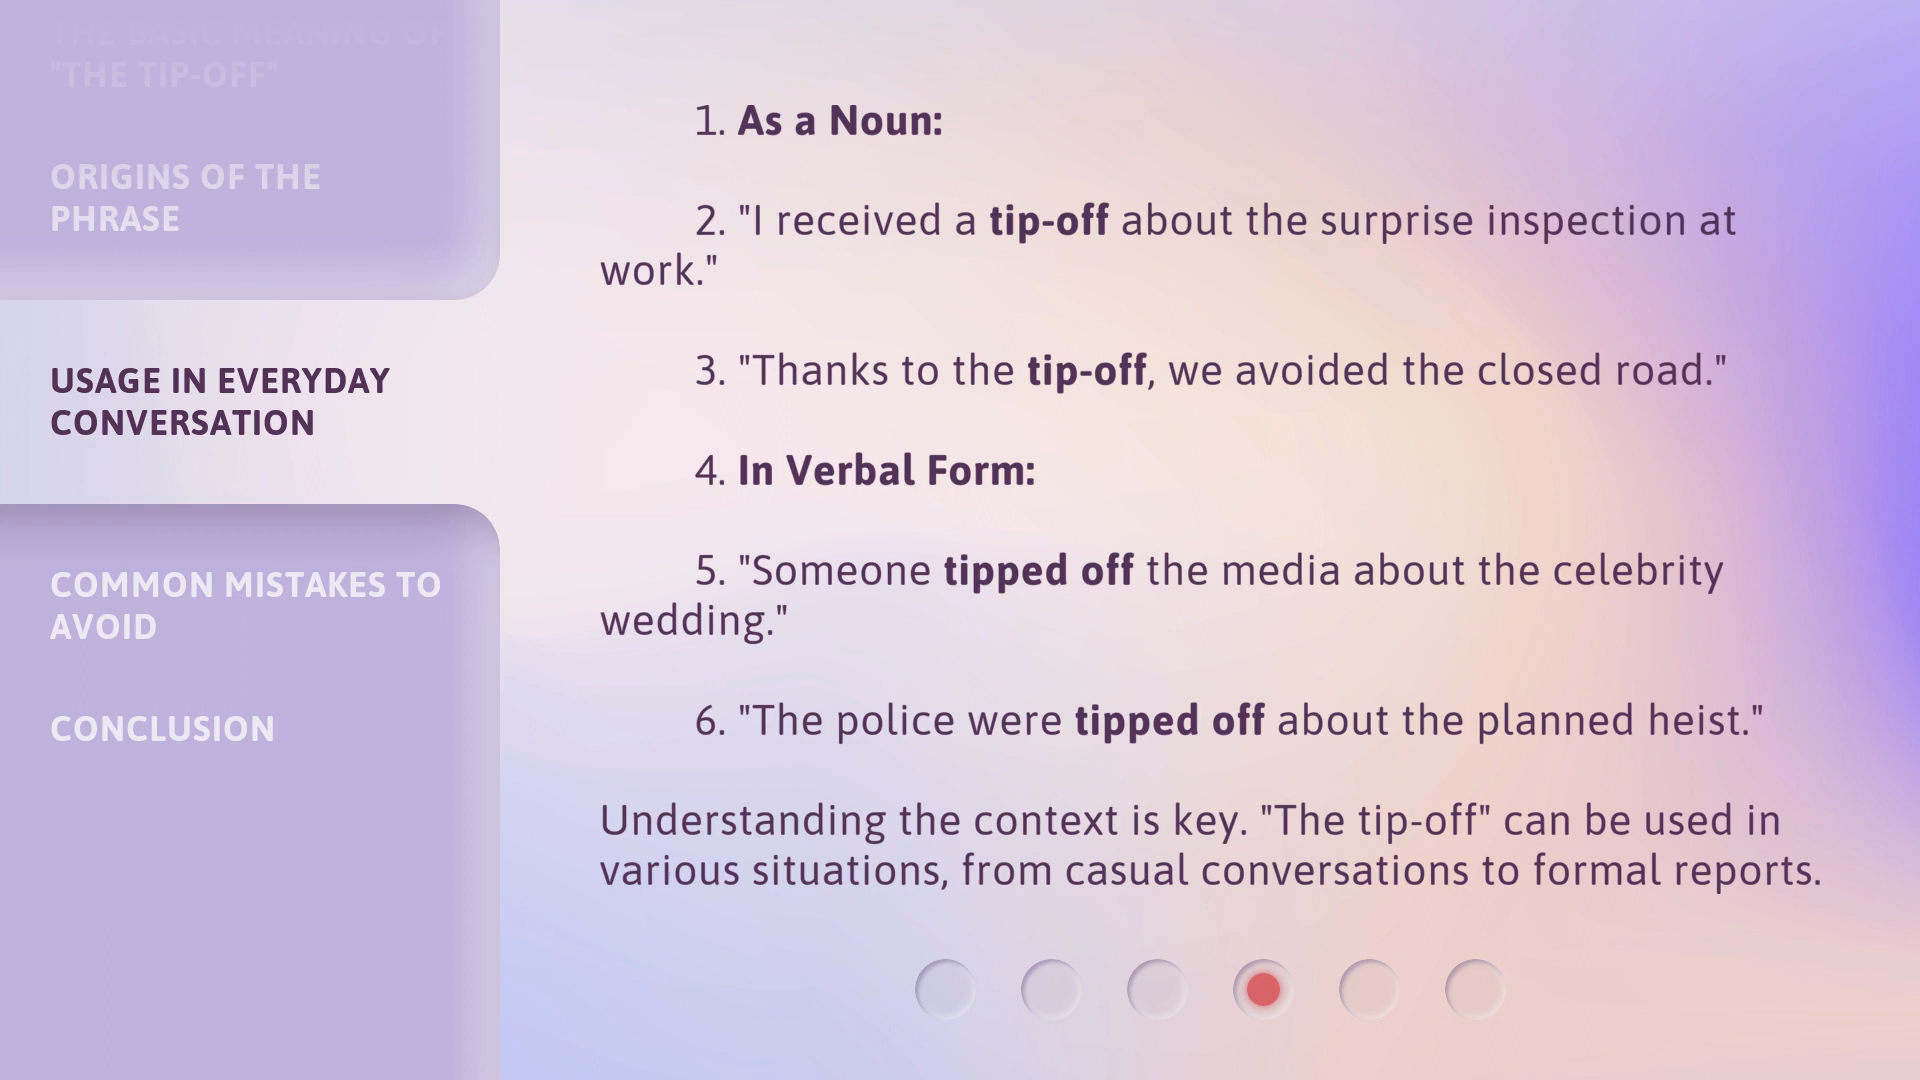 THE BASIC MEANING OF
"THE TIP-OFF"
ORIGINS OF THE
PHRASE
USAGE IN EVERYDAY
CONVERSATION
COMMON MISTAKES TO
AVOID
CONCLUSION
1. As a Noun:
2. "I received a tip-off about the surprise inspection at
work."
3. "Thanks to the tip-off, we avoided the closed road."
4. In Verbal Form:
5. "Someone tipped off the media about the celebrity
wedding."
6. "The police were tipped off about the planned heist."
Understanding the context is key. "The tip-off" can be used in
various situations, from casual conversations to formal reports.